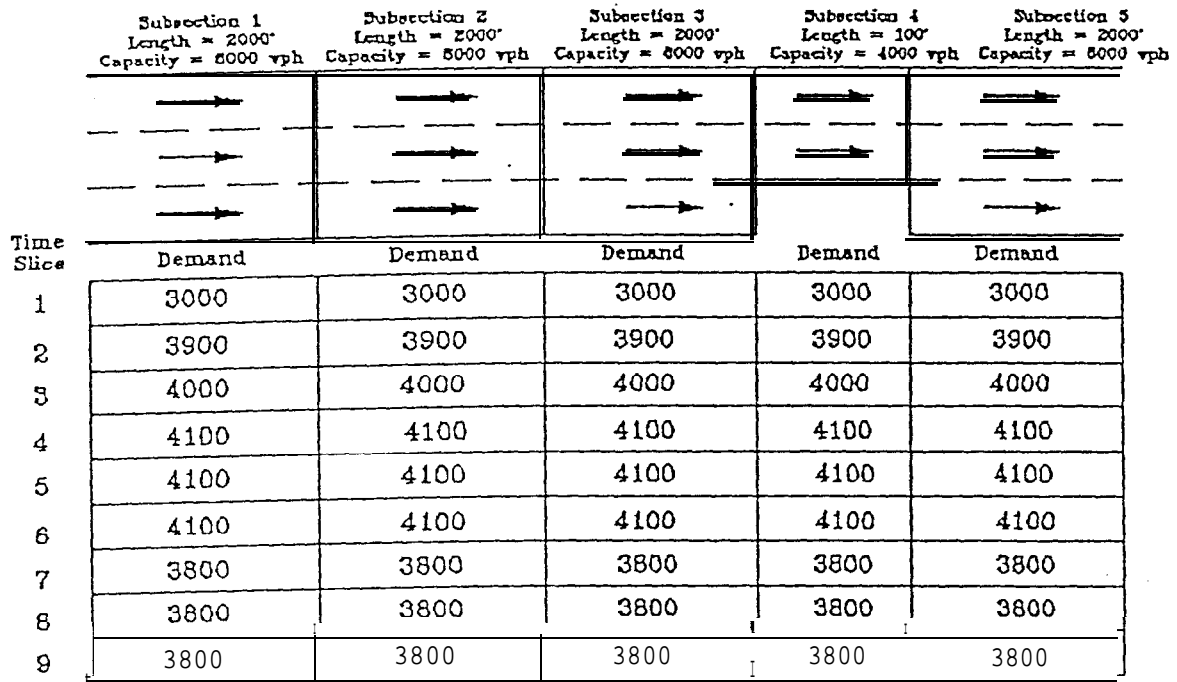 Subsection 1 Subsection 2 Subsection 3 Subsection 4 Subsection 5
Length = 2000' Length = 2000' Length = 2000' Length = 100' Length = 2000'
Capacity = 6000 vph Capacity = 6000 vph Capacity = 6000 vph Capacity = 4000 vph Capacity = 6000 vph
Time
Slice Demand Demand Demand Demand Demand
1 3000 3000 3000 3000 3000
2 3900 3900 3900 3900 3900
3 4000 4000 4000 4000 4000
4 4100 4100 4100 4100 4100
5 4100 4100 4100 4100 4100
6 4100 4100 4100 4100 4100
7 3800 3800 3800 3800 3800
8 3800 3800 3800 3800 3800
9 3800 3800 3800 3800 3800